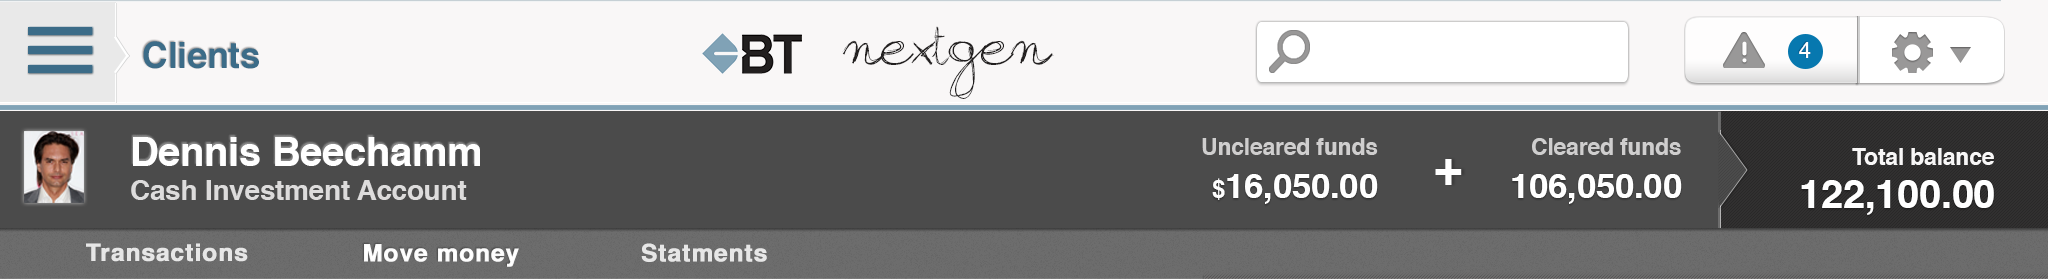 Clients
BT nextgen
4
Dennis Beechamm
Cash Investment Account
Uncleared funds
$16,050.00
+
Cleared funds
106,050.00
Total balance
122,100.00
Transactions Move money Statments